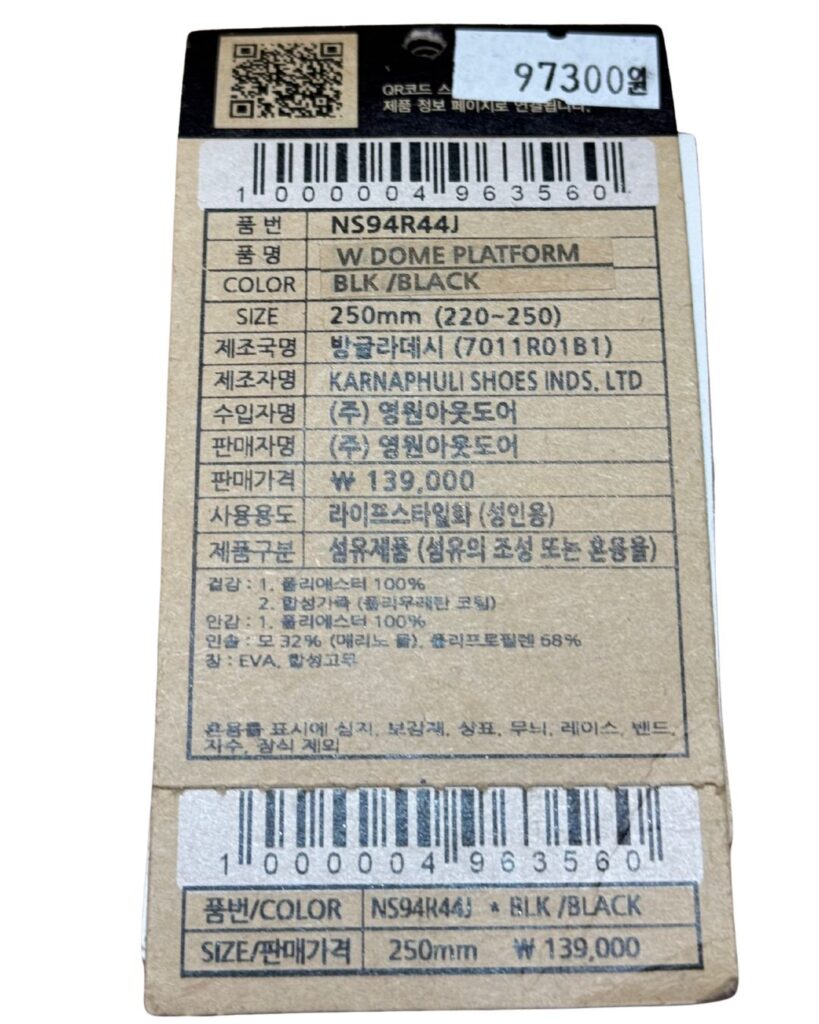 97300원
QR코드 스
제품 정보 페이지로 연결됩니다.
1000004963560
품 번 NS94R44J
품 명 W DOME PLATFORM
COLOR BLK /BLACK
SIZE 250mm (220~250)
제조국명 방글라데시 (7011R01B1)
제조자명 KARNAPHULI SHOES INDS. LTD
수입자명 (주) 영원아웃도어
판매자명 (주) 영원아웃도어
판매가격 ₩ 139,000
사용용도 라이프스타일화 (성인용)
제품구분 섬유제품 (섬유의 조성 또는 혼용율)
겉감 : 1. 폴리에스터 100%
2. 합성가죽 (폴리우레탄 코팅)
안감 : 1. 폴리에스터 100%
인솔 : 모 32% (메리노 울), 폴리프로필렌 68%
창 : EVA, 합성고무
혼용률 표시에 심지, 보강재, 상표, 무늬, 레이스, 밴드,
자수, 장식 제외
1000004963560
품번/COLOR NS94R44J * BLK /BLACK
SIZE/판매가격 250mm ₩ 139,000